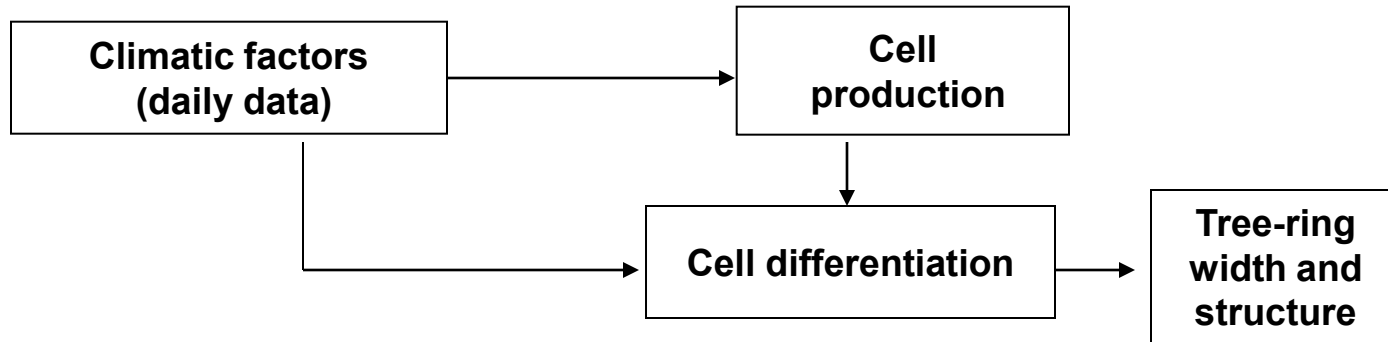 Climatic factors
(daily data)
Cell
production
Cell differentiation
Tree-ring
width and
structure